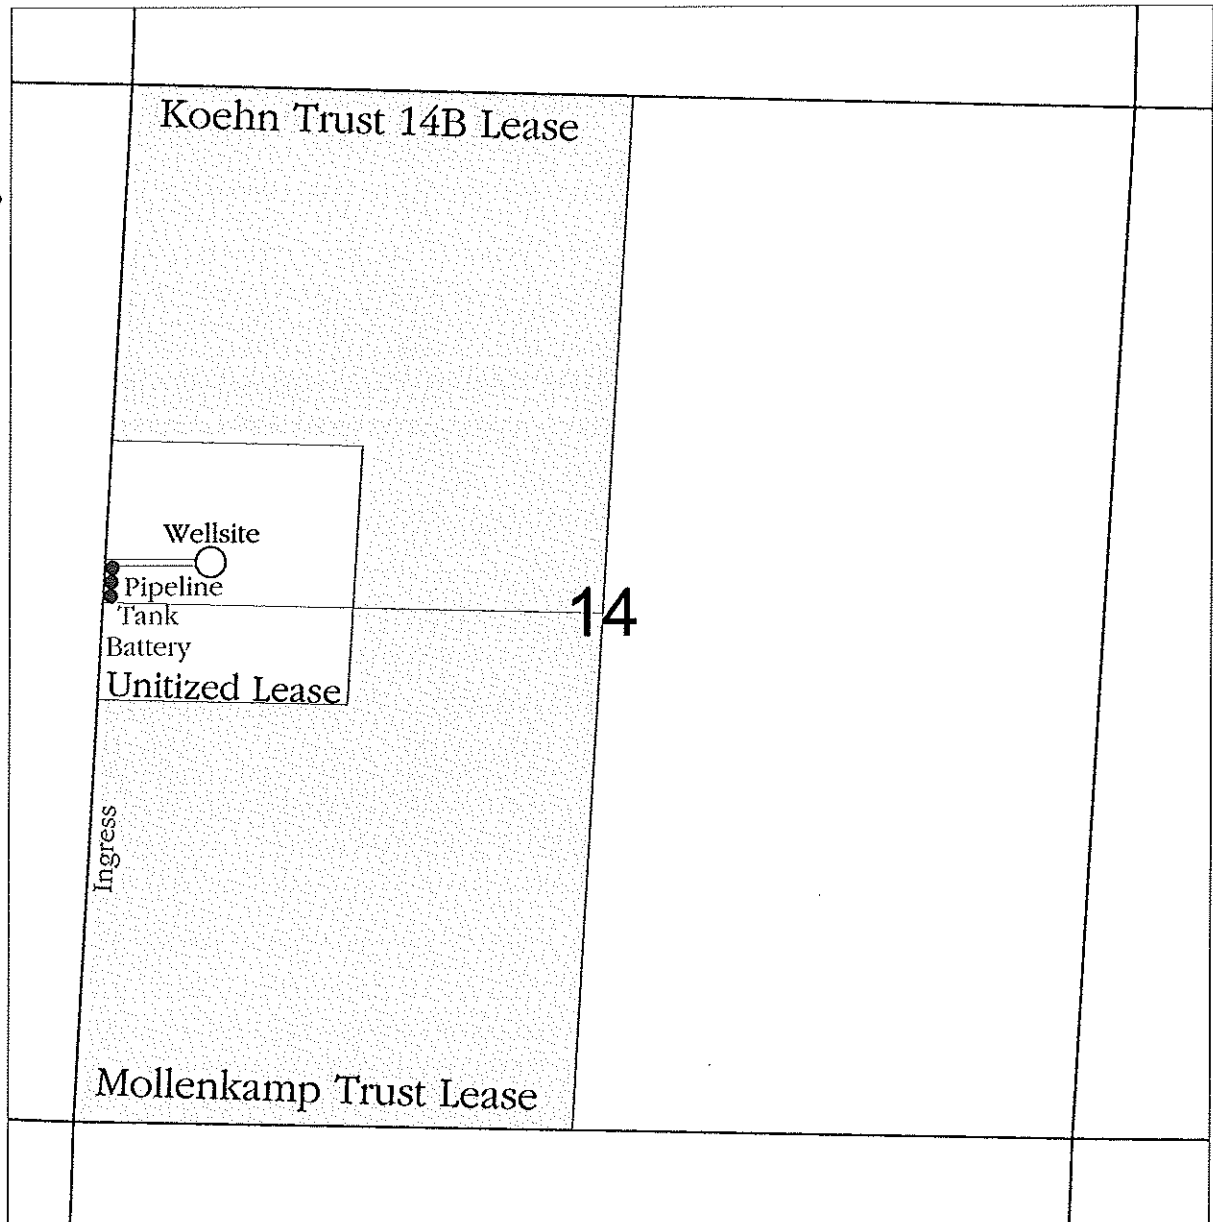 Koehn Trust 14B Lease
Wellsite
Pipeline
14
Tank
Battery
Unitized Lease
Ingress
Mollenkamp Trust Lease